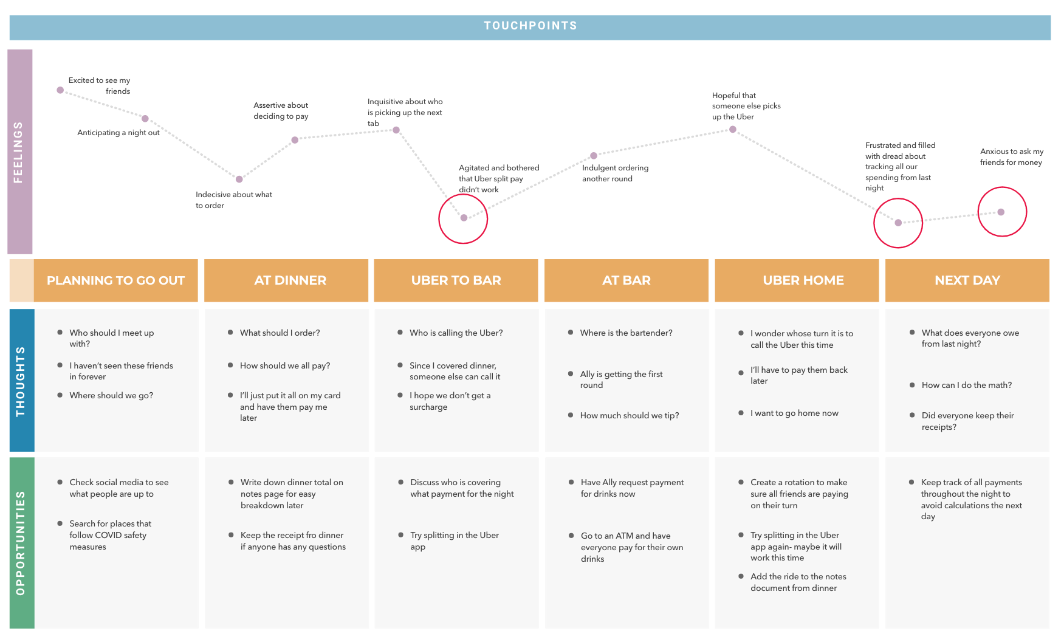 TOUCHPOINTS
FEELINGS
Excited to see my
friends
Anticipating a night out
Indecisive about what
to order
Assertive about
deciding to pay
Inquisitive about who
is picking up the next
tab
Agitated and bothered
that Uber split pay
didn't work
Indulgent ordering
another round
Hopeful that
someone else picks
up the Uber
Frustrated and filled
with dread about
tracking all our
spending from last
night
Anxious to ask my
friends for money
PLANNING TO GO OUT
AT DINNER
UBER TO BAR
AT BAR
UBER HOME
NEXT DAY
THOUGHTS
Who should I meet up
with?
I haven't seen these friends
in forever
Where should we go?
What should I order?
How should we all pay?
I'll just put it all on my card
and have them pay me
later
Who is calling the Uber?
Since I covered dinner,
someone else can call it
I hope we don't get a
surcharge
Where is the bartender?
Ally is getting the first
round
How much should we tip?
I wonder whose turn it is to
call the Uber this time
I'll have to pay them back
later
I want to go home now
What does everyone owe
from last night?
How can I do the math?
Did everyone keep their
receipts?
OPPORTUNITIES
Check social media to see
what people are up to
Search for places that
follow COVID safety
measures
Write down dinner total on
notes page for easy
breakdown later
Keep the receipt fro dinner
if anyone has any questions
Discuss who is covering
what payment for the night
Try splitting in the Uber
app
Have Ally request payment
for drinks now
Go to an ATM and have
everyone pay for their own
drinks
Create a rotation to make
sure all friends are paying
on their turn
Try splitting in the Uber
app again- maybe it will
work this time
Add the ride to the notes
document from dinner
Keep track of all payments
throughout the night to
avoid calculations the next
day